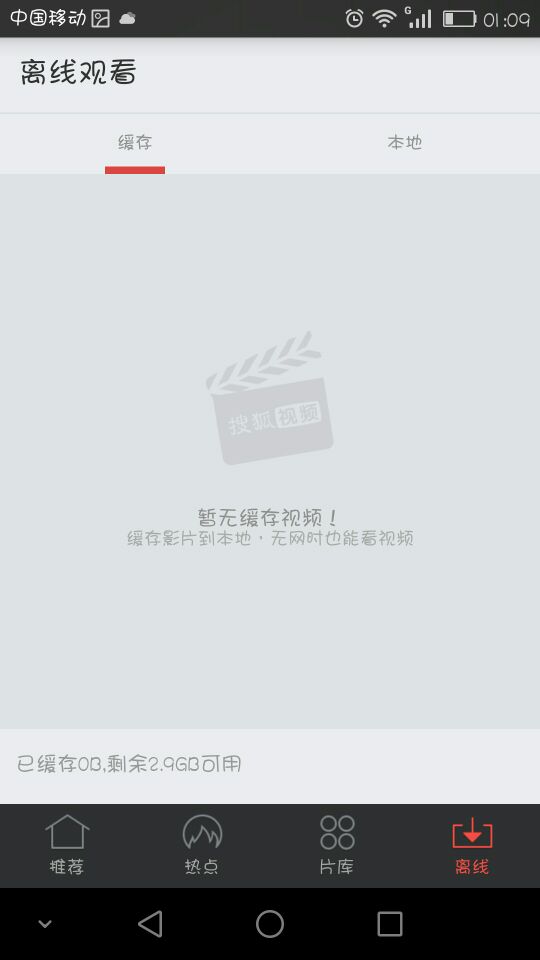 中国移动 G 01:09
离线观看
缓存 本地
搜狐视频
暂无缓存视频！
缓存影片到本地，无网时也能看视频
已缓存0B,剩余2.9GB可用
推荐 热点 片库 离线